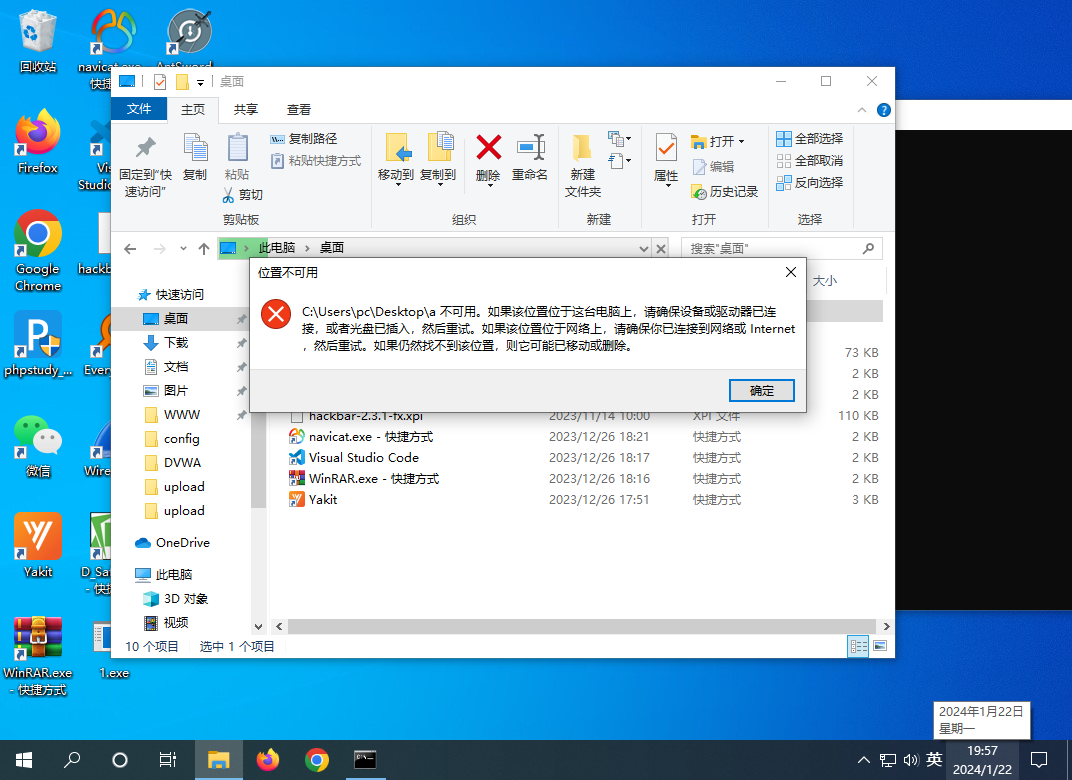 回收站
navicat.exe
快捷
AntSword
Firefox
Vis
Studio
Google
Chrome
hackb
phpstudy_...
Every
微信
Wire
Yakit
D_Sa
- 快捷
WinRAR.exe
- 快捷方式
1.exe
桌面
文件
主页
共享
查看
固定到"快
速访问"
复制
粘贴
复制路径
粘贴快捷方式
剪切
剪贴板
移动到
复制到
删除
重命名
组织
新建
文件夹
新建
属性
打开
编辑
历史记录
打开
全部选择
全部取消
反向选择
选择
此电脑
桌面
搜索"桌面"
快速访问
桌面
下载
文档
图片
WWW
config
DVWA
upload
upload
OneDrive
此电脑
3D 对象
视频
大小
位置不可用
C:\Users\pc\Desktop\a 不可用。如果该位置位于这台电脑上，请确保设备或驱动器已连
接，或者光盘已插入，然后重试。如果该位置位于网络上，请确保你已连接到网络或 Internet
，然后重试。如果仍然找不到该位置，则它可能已移动或删除。
确定
73 KB
2 KB
2 KB
hackbar-2.3.1-fx.xpi 2023/11/14 10:00 XPI 文件 110 KB
navicat.exe - 快捷方式 2023/12/26 18:21 快捷方式 2 KB
Visual Studio Code 2023/12/26 18:17 快捷方式 2 KB
WinRAR.exe - 快捷方式 2023/12/26 18:16 快捷方式 2 KB
Yakit 2023/12/26 17:51 快捷方式 3 KB
10 个项目 选中 1 个项目
2024年1月22日
星期一
英
19:57
2024/1/22